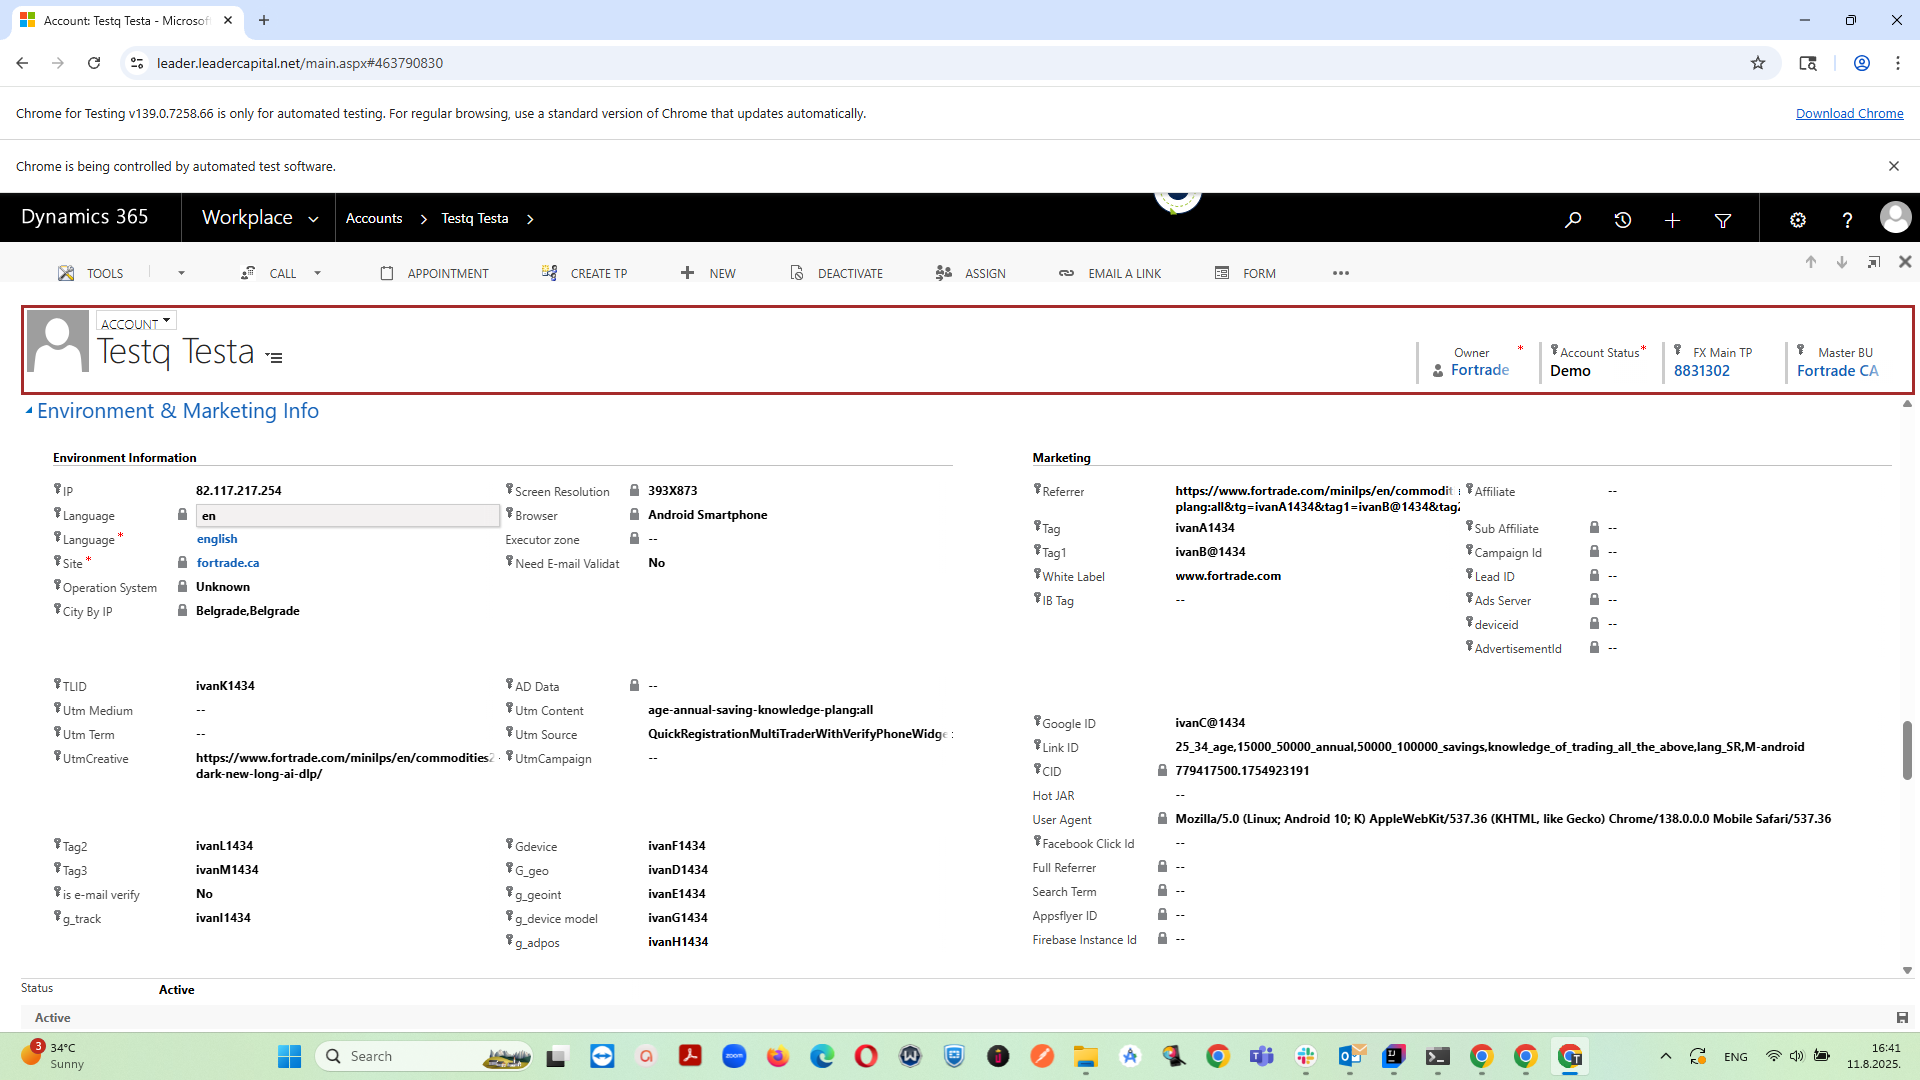 Account: Testq Testa - Microsof
leader.leadercapital.net/main.aspx#463790830
Chrome for Testing v139.0.7258.66 is only for automated testing. For regular browsing, use a standard version of Chrome that updates automatically.
Download Chrome
Chrome is being controlled by automated test software.
Dynamics 365
Workplace
Accounts
Testq Testa
TOOLS
CALL
APPOINTMENT
CREATE TP
NEW
DEACTIVATE
ASSIGN
EMAIL A LINK
FORM
ACCOUNT
Testq Testa
Owner *
Fortrade
Account Status *
Demo
FX Main TP
8831302
Master BU
Fortrade CA
Environment & Marketing Info
Environment Information
IP 82.117.217.254
Language en
Language * english
Site * fortrade.ca
Operation System Unknown
City By IP Belgrade,Belgrade
Screen Resolution 393X873
Browser Android Smartphone
Executor zone --
Need E-mail Validat No
TLID ivanK1434
Utm Medium --
Utm Term --
UtmCreative https://www.fortrade.com/minilps/en/commodities2-
dark-new-long-ai-dlp/
AD Data --
Utm Content age-annual-saving-knowledge-plang:all
Utm Source QuickRegistrationMultiTraderWithVerifyPhoneWidge
UtmCampaign --
Tag2 ivanL1434
Tag3 ivanM1434
is e-mail verify No
g_track ivanI1434
Gdevice ivanF1434
G_geo ivanD1434
g_geoint ivanE1434
g_device model ivanG1434
g_adpos ivanH1434
Marketing
Referrer https://www.fortrade.com/minilps/en/commodit
plang:all&tg=ivanA1434&tag1=ivanB@1434&tag2
Tag ivanA1434
Tag1 ivanB@1434
White Label www.fortrade.com
IB Tag --
Affiliate --
Sub Affiliate --
Campaign Id --
Lead ID --
Ads Server --
deviceid --
AdvertisementId --
Google ID ivanC@1434
Link ID 25_34_age,15000_50000_annual,50000_100000_savings,knowledge_of_trading_all_the_above,lang_SR,M-android
CID 779417500.1754923191
Hot JAR --
User Agent Mozilla/5.0 (Linux; Android 10; K) AppleWebKit/537.36 (KHTML, like Gecko) Chrome/138.0.0.0 Mobile Safari/537.36
Facebook Click Id --
Full Referrer --
Search Term --
Appsflyer ID --
Firebase Instance Id --
Status Active
Active
3
34°C
Sunny
Search
zoom
ENG
16:41
11.8.2025.